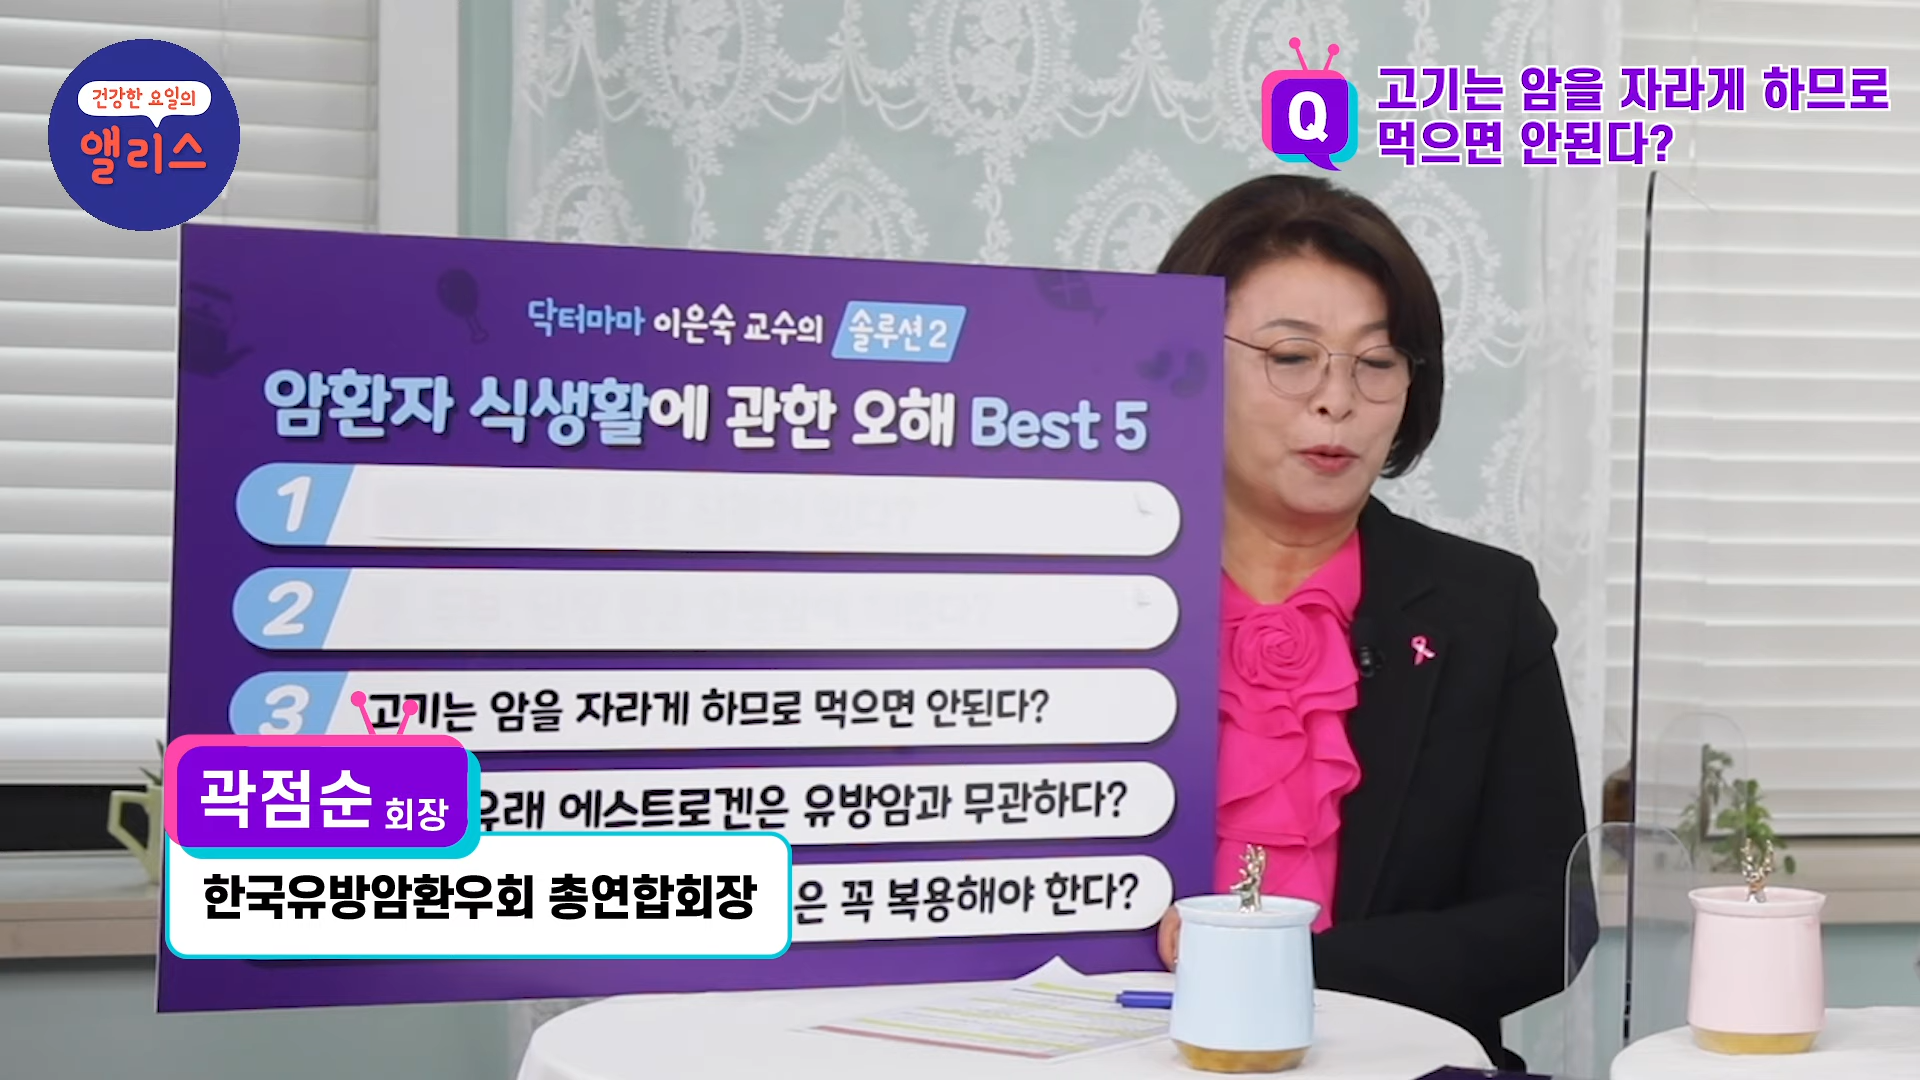 건강한 요일의
앨리스
Q
고기는 암을 자라게 하므로
먹으면 안된다?
닥터마마 이은숙 교수의 솔루션 2
암환자 식생활에 관한 오해 Best 5
1
2
3 고기는 암을 자라게 하므로 먹으면 안된다?
유래 에스트로겐은 유방암과 무관하다?
은 꼭 복용해야 한다?
곽점순 회장
한국유방암환우회 총연합회장